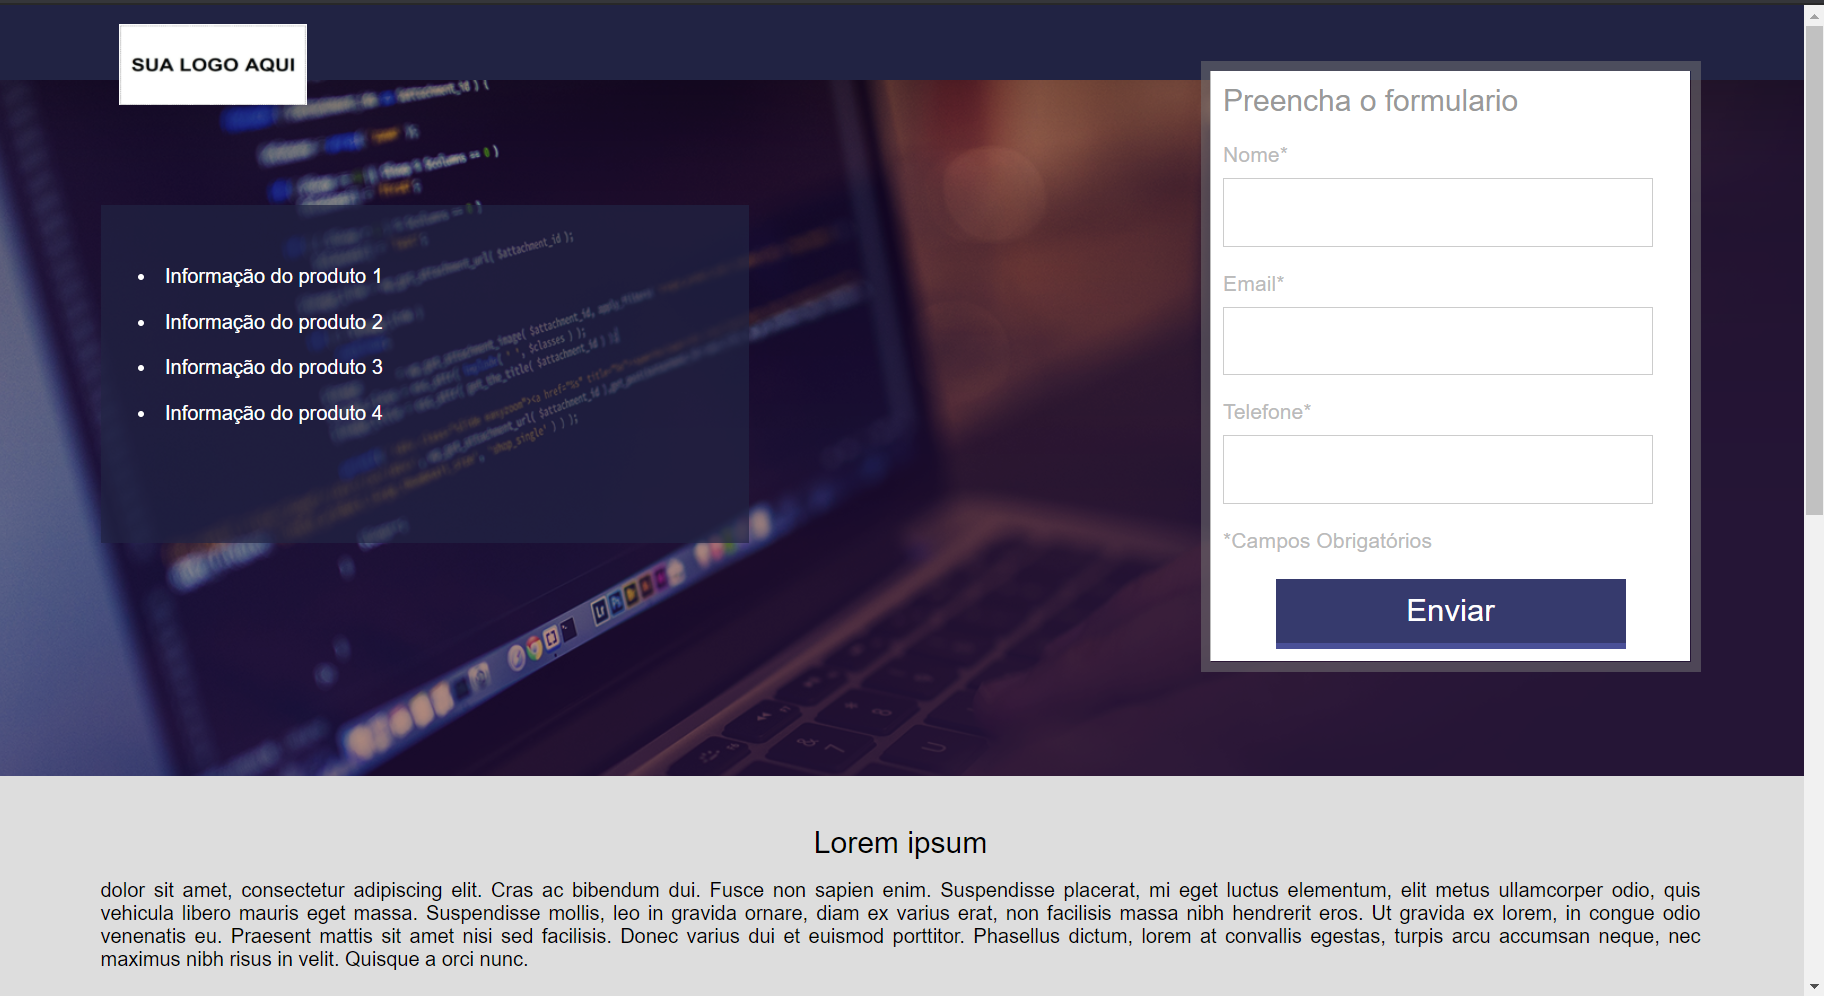 SUA LOGO AQUI
Preencha o formulario
Nome*
Email*
Telefone*
*Campos Obrigatórios
Enviar
Informação do produto 1
Informação do produto 2
Informação do produto 3
Informação do produto 4
Lorem ipsum
dolor sit amet, consectetur adipiscing elit. Cras ac bibendum dui. Fusce non sapien enim. Suspendisse placerat, mi eget luctus elementum, elit metus ullamcorper odio, quis
vehicula libero mauris eget massa. Suspendisse mollis, leo in gravida ornare, diam ex varius erat, non facilisis massa nibh hendrerit eros. Ut gravida ex lorem, in congue odio
venenatis eu. Praesent mattis sit amet nisi sed facilisis. Donec varius dui et euismod porttitor. Phasellus dictum, lorem at convallis egestas, turpis arcu accumsan neque, nec
maximus nibh risus in velit. Quisque a orci nunc.